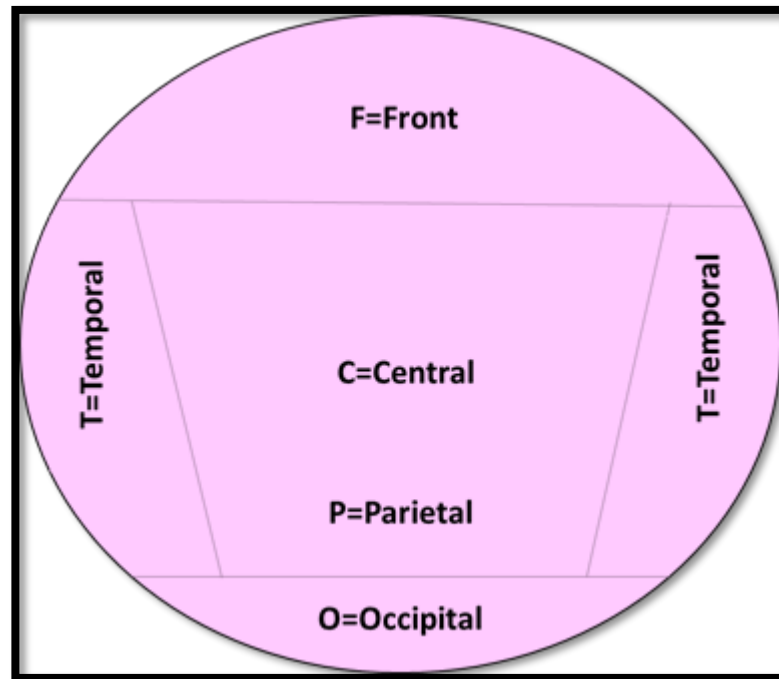 F=Front
T=Temporal
T=Temporal
C=Central
P=Parietal
O=Occipital